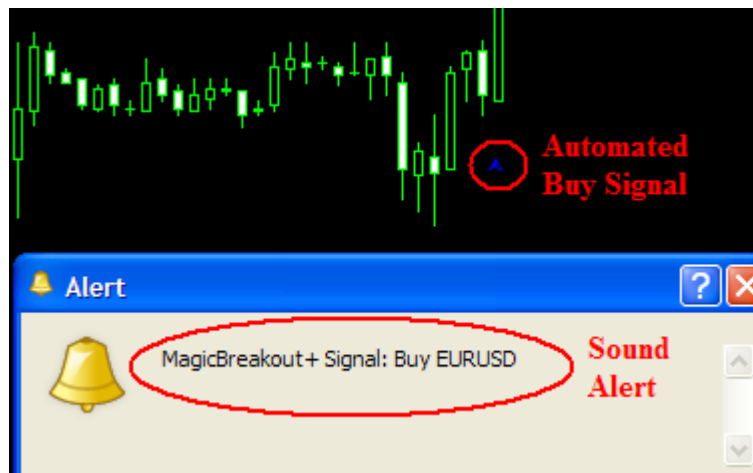 Automated
Buy Signal
Alert
MagicBreakout+ Signal: Buy EURUSD
Sound
Alert